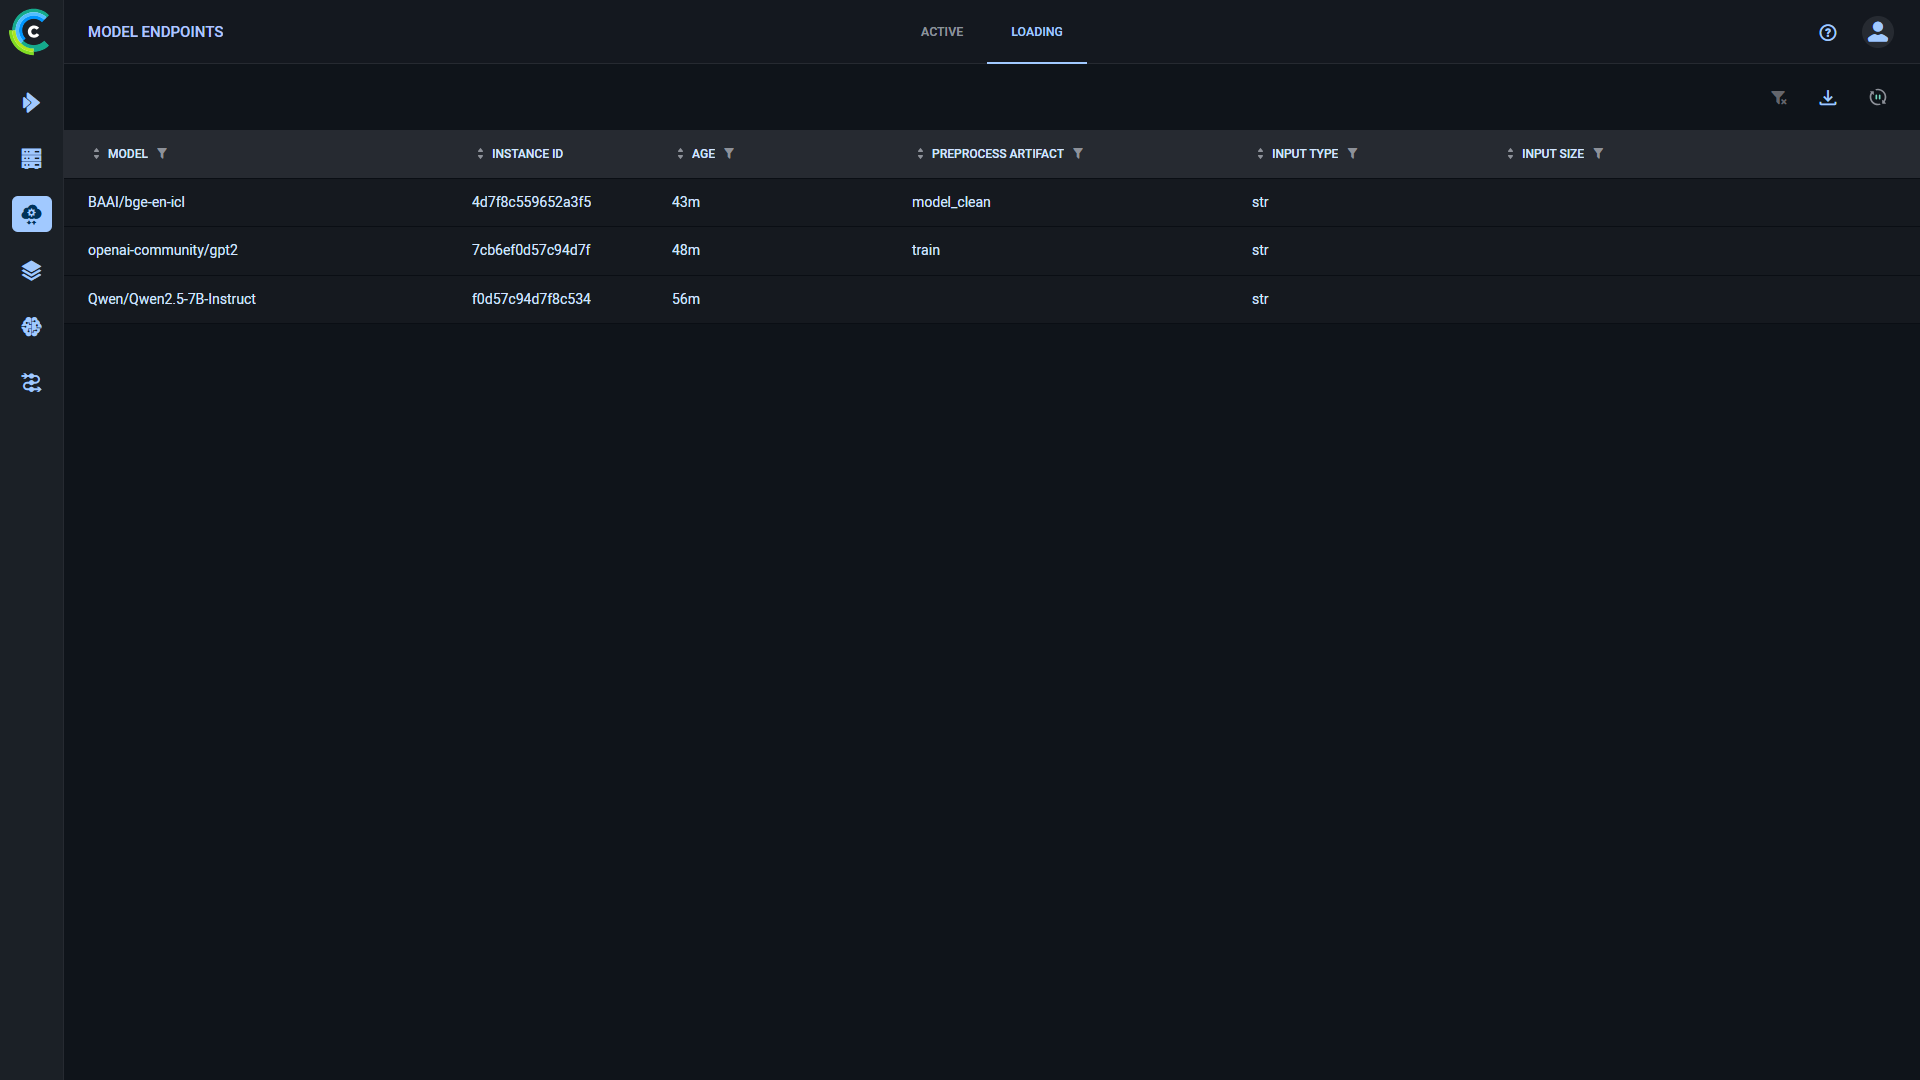 MODEL ENDPOINTS
ACTIVE
LOADING
MODEL INSTANCE ID AGE PREPROCESS ARTIFACT INPUT TYPE INPUT SIZE
BAAI/bge-en-icl 4d7f8c559652a3f5 43m model_clean str
openai-community/gpt2 7cb6ef0d57c94d7f 48m train str
Qwen/Qwen2.5-7B-Instruct f0d57c94d7f8c534 56m str